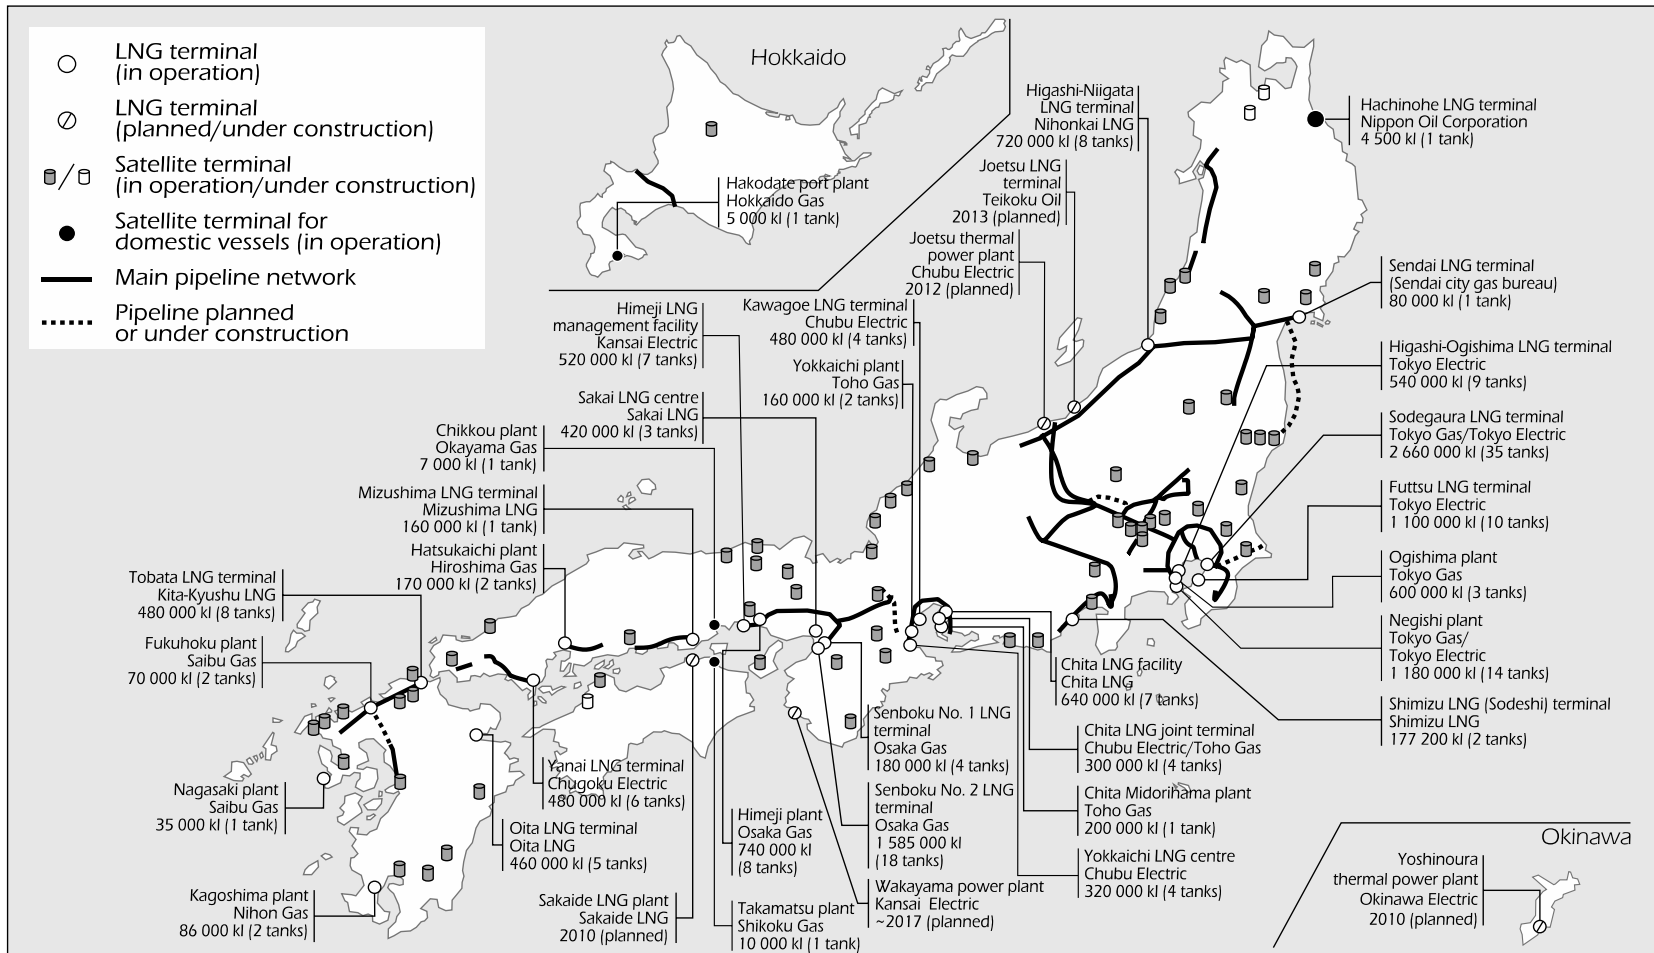 LNG terminal
(in operation)
LNG terminal
(planned/under construction)
Satellite terminal
(in operation/under construction)
Satellite terminal for
domestic vessels (in operation)
Main pipeline network
Pipeline planned
or under construction
Hokkaido
Hakodate port plant
Hokkaido Gas
5 000 kl (1 tank)
Higashi-Niigata
LNG terminal
Nihonkai LNG
720 000 kl (8 tanks)
Joetsu LNG
terminal
Teikoku Oil
2013 (planned)
Joetsu thermal
power plant
Chubu Electric
2012 (planned)
Hachinohe LNG terminal
Nippon Oil Corporation
4 500 kl (1 tank)
Sendai LNG terminal
(Sendai city gas bureau)
80 000 kl (1 tank)
Higashi-Ogishima LNG terminal
Tokyo Electric
540 000 kl (9 tanks)
Sodegaura LNG terminal
Tokyo Gas/Tokyo Electric
2 660 000 kl (35 tanks)
Futtsu LNG terminal
Tokyo Electric
1 100 000 kl (10 tanks)
Ogishima plant
Tokyo Gas
600 000 kl (3 tanks)
Negishi plant
Tokyo Gas/
Tokyo Electric
1 180 000 kl (14 tanks)
Shimizu LNG (Sodeshi) terminal
Shimizu LNG
177 200 kl (2 tanks)
Himeji LNG
management facility
Kansai Electric
520 000 kl (7 tanks)
Kawagoe LNG terminal
Chubu Electric
480 000 kl (4 tanks)
Yokkaichi plant
Toho Gas
160 000 kl (2 tanks)
Sakai LNG centre
Sakai LNG
420 000 kl (3 tanks)
Chikkou plant
Okayama Gas
7 000 kl (1 tank)
Mizushima LNG terminal
Mizushima LNG
160 000 kl (1 tank)
Hatsukaichi plant
Hiroshima Gas
170 000 kl (2 tanks)
Tobata LNG terminal
Kita-Kyushu LNG
480 000 kl (8 tanks)
Fukuhoku plant
Saibu Gas
70 000 kl (2 tanks)
Nagasaki plant
Saibu Gas
35 000 kl (1 tank)
Kagoshima plant
Nihon Gas
86 000 kl (2 tanks)
Yanai LNG terminal
Chugoku Electric
480 000 kl (6 tanks)
Oita LNG terminal
Oita LNG
460 000 kl (5 tanks)
Sakaide LNG plant
Sakaide LNG
2010 (planned)
Himeji plant
Osaka Gas
740 000 kl
(8 tanks)
Takamatsu plant
Shikoku Gas
10 000 kl (1 tank)
Senboku No. 1 LNG
terminal
Osaka Gas
180 000 kl (4 tanks)
Senboku No. 2 LNG
terminal
Osaka Gas
1 585 000 kl
(18 tanks)
Wakayama power plant
Kansai Electric
~2017 (planned)
Chita LNG facility
Chita LNG
640 000 kl (7 tanks)
Chita LNG joint terminal
Chubu Electric/Toho Gas
300 000 kl (4 tanks)
Chita Midorihama plant
Toho Gas
200 000 kl (1 tank)
Yokkaichi LNG centre
Chubu Electric
320 000 kl (4 tanks)
Okinawa
Yoshinoura
thermal power plant
Okinawa Electric
2010 (planned)